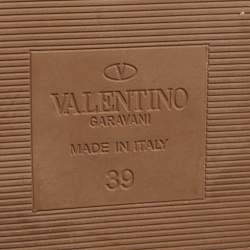 V
VALENTINO
GARAVANI
MADE IN ITALY
39